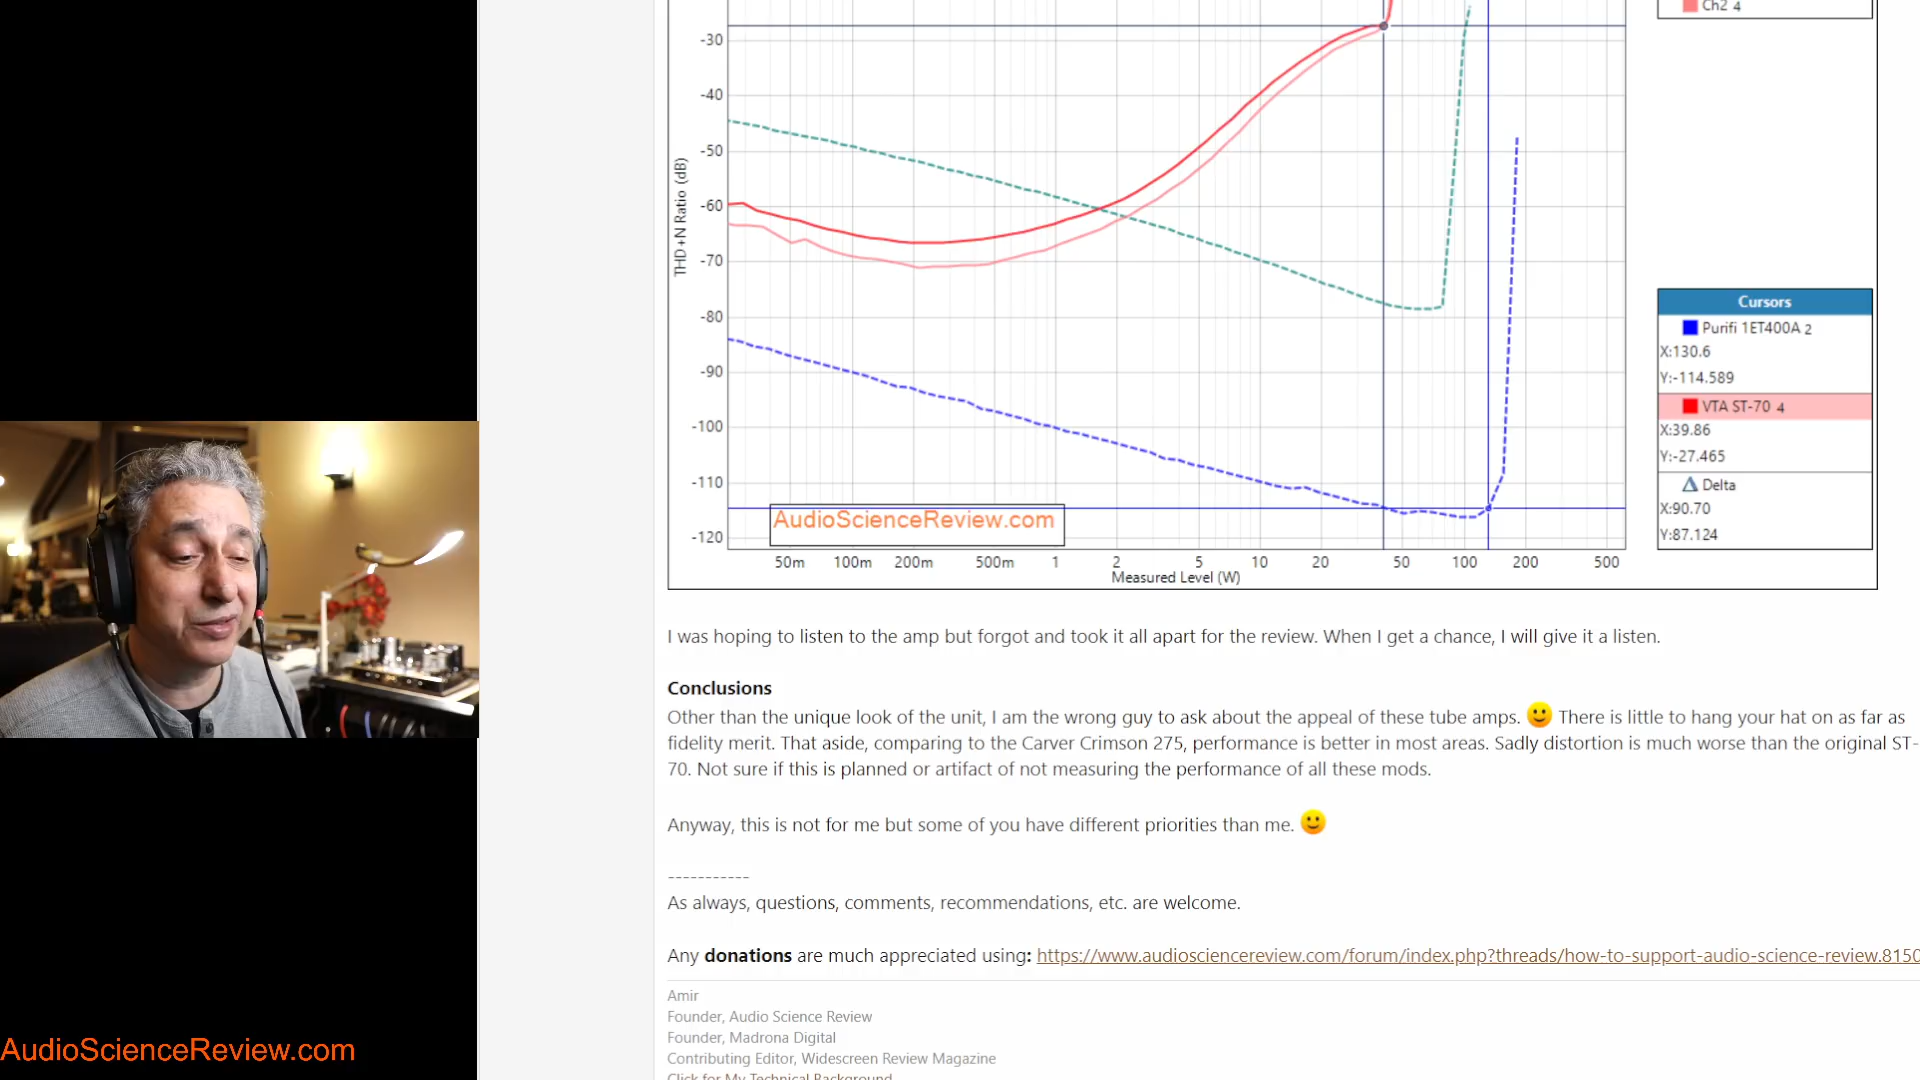 Ch2 4
-30
-40
-50
-60
-70
-80
-90
-100
-110
-120
THD+N Ratio (dB)
50m 100m 200m 500m 1 2 5 10 20 50 100 200 500
Measured Level (W)
AudioScienceReview.com
Cursors
Purifi 1ET400A 2
X:130.6
Y:-114.589
VTA ST-70 4
X:39.86
Y:-27.465
Delta
X:90.70
Y:87.124
I was hoping to listen to the amp but forgot and took it all apart for the review. When I get a chance, I will give it a listen.
Conclusions
Other than the unique look of the unit, I am the wrong guy to ask about the appeal of these tube amps. 🙂 There is little to hang your hat on as far as
fidelity merit. That aside, comparing to the Carver Crimson 275, performance is better in most areas. Sadly distortion is much worse than the original ST-
70. Not sure if this is planned or artifact of not measuring the performance of all these mods.
Anyway, this is not for me but some of you have different priorities than me. 🙂
-----------
As always, questions, comments, recommendations, etc. are welcome.
Any donations are much appreciated using: https://www.audiosciencereview.com/forum/index.php?threads/how-to-support-audio-science-review.8150
Amir
Founder, Audio Science Review
Founder, Madrona Digital
Contributing Editor, Widescreen Review Magazine
Click for My Technical Background
AudioScienceReview.com